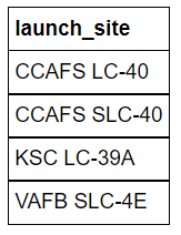 launch_site
CCAFS LC-40
CCAFS SLC-40
KSC LC-39A
VAFB SLC-4E